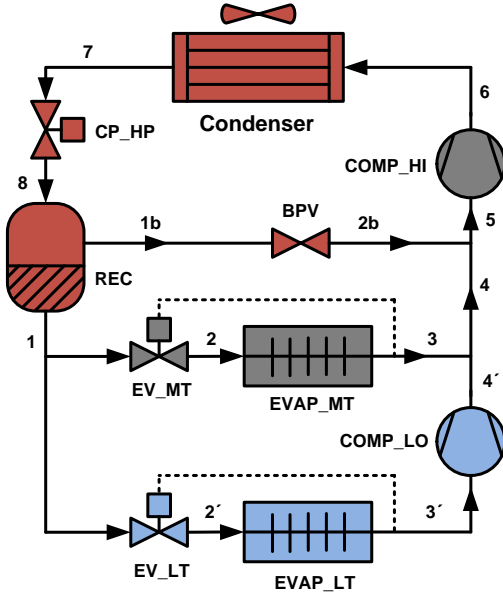 7
6
Condenser
CP_HP
COMP_HI
8
1b
BPV
2b
5
REC
4
1
2
3
EV_MT
EVAP_MT
4´
COMP_LO
2´
3´
EV_LT
EVAP_LT